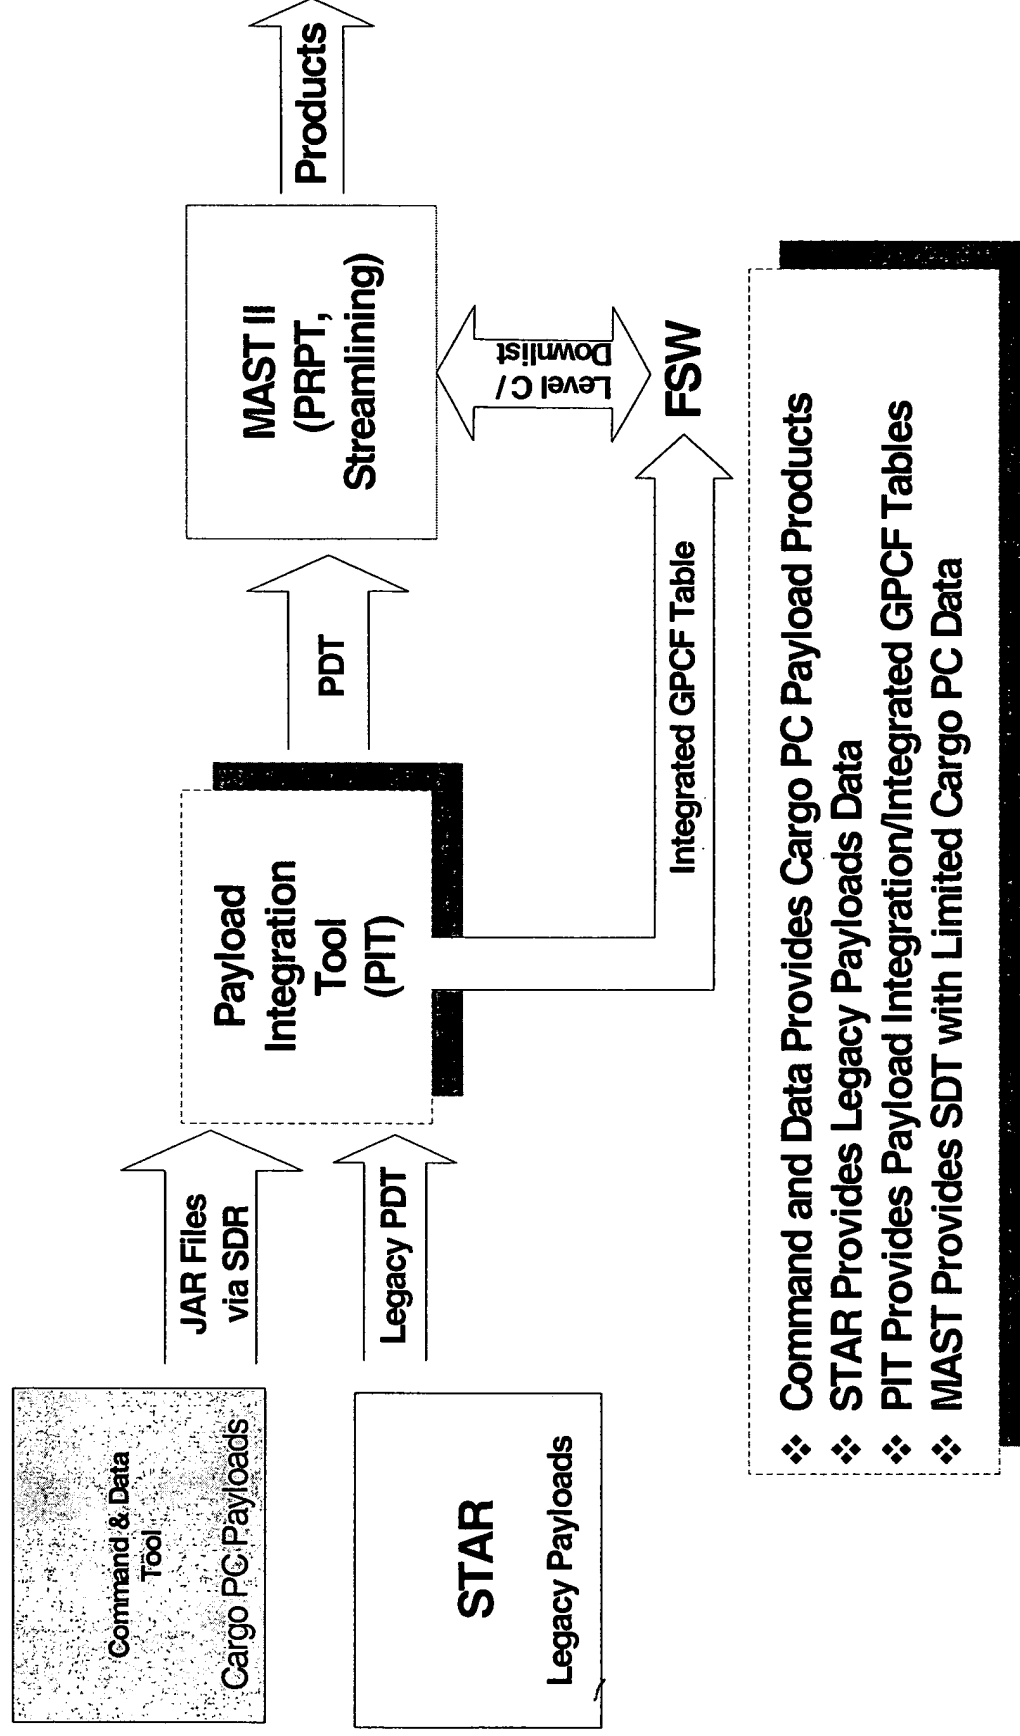 Command & Data
Tool
Cargo PC Payloads
STAR
Legacy Payloads
JAR Files
via SDR
Legacy PDT
Payload
Integration
Tool
(PIT)
PDT
MAST II
(PRPT,
Streamlining)
Products
Level C /
Downlist
FSW
Integrated GPCF Table
❖ Command and Data Provides Cargo PC Payload Products
❖ STAR Provides Legacy Payloads Data
❖ PIT Provides Payload Integration/Integrated GPCF Tables
❖ MAST Provides SDT with Limited Cargo PC Data